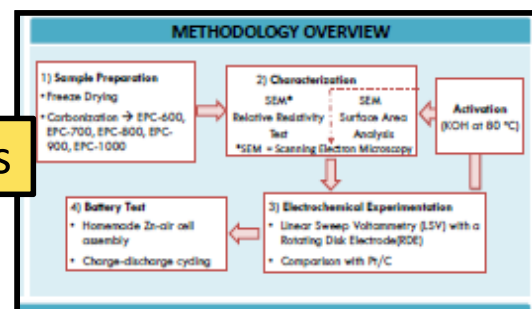 METHODOLOGY OVERVIEW
1) Sample Preparation
•Freeze Drying
•Carbonization → EPC-600,
EPC-700, EPC-800, EPC-
900, EPC-1000
2) Characterization
SEM*
Relative Resistivity
Test
SEM
Surface Area
Analysis
*SEM = Scanning Electron Microscopy
Activation
(KOH at 80 °C)
s
4) Battery Test
• Homemade Zn-air cell
assembly
• Charge-discharge cycling
3) Electrochemical Experimentation
• Linear Sweep Voltammetry (LSV) with a
Rotating Disk Electrode(RDE)
• Comparison with Pt/C